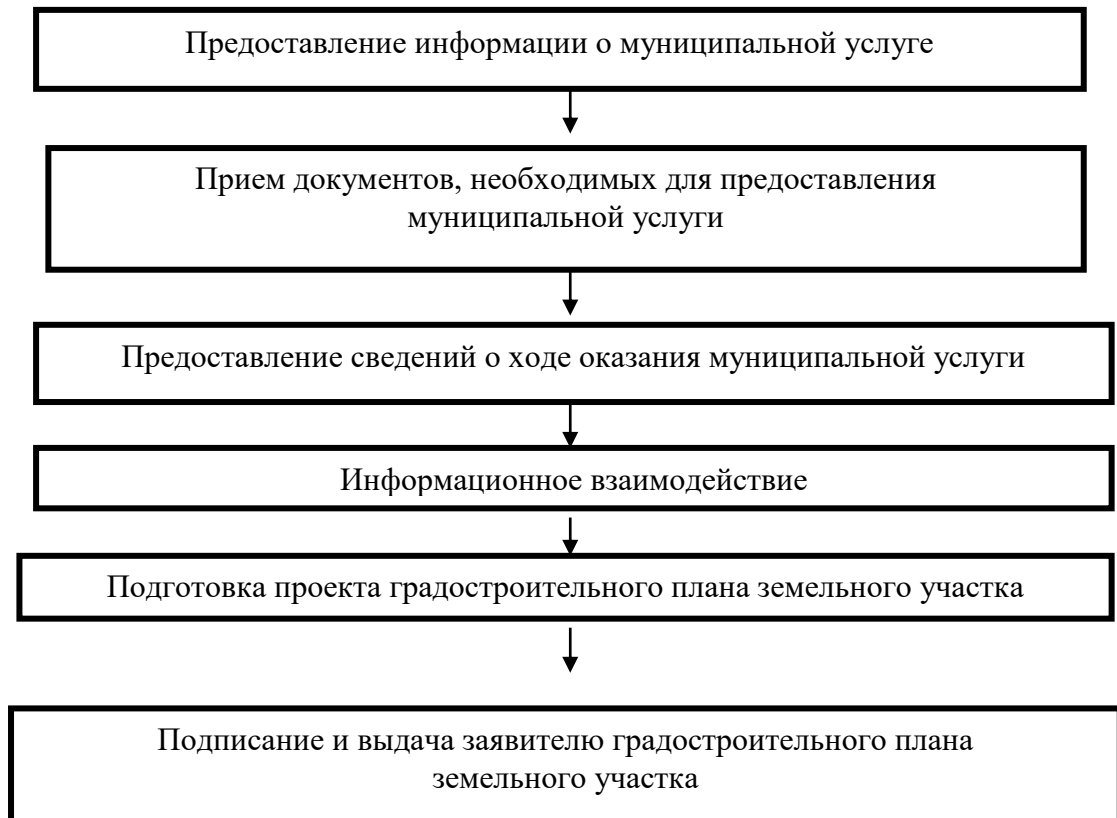 Предоставление информации о муниципальной услуге
Прием документов, необходимых для предоставления
муниципальной услуги
Предоставление сведений о ходе оказания муниципальной услуги
Информационное взаимодействие
Подготовка проекта градостроительного плана земельного участка
Подписание и выдача заявителю градостроительного плана
земельного участка